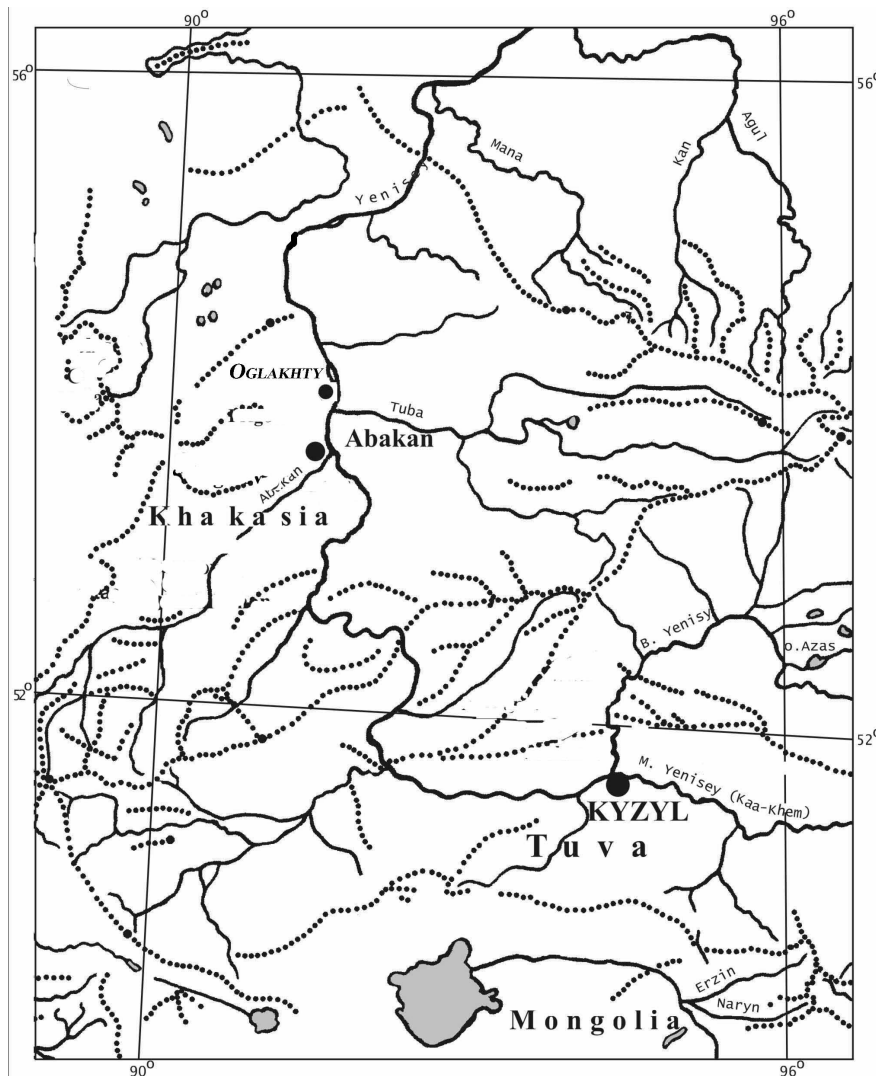 90° 96°
56° 56°
Mana
Kan
Agul
Yenisey
OGLAKHTY
Tuba
Abakan
Abakan
Khakasia
B. Yenisy
o.Azas
52° 52°
M. Yenisey (Kaa-Khem)
KYZYL
Tuva
Erzin
Naryn
Mongolia
90° 96°